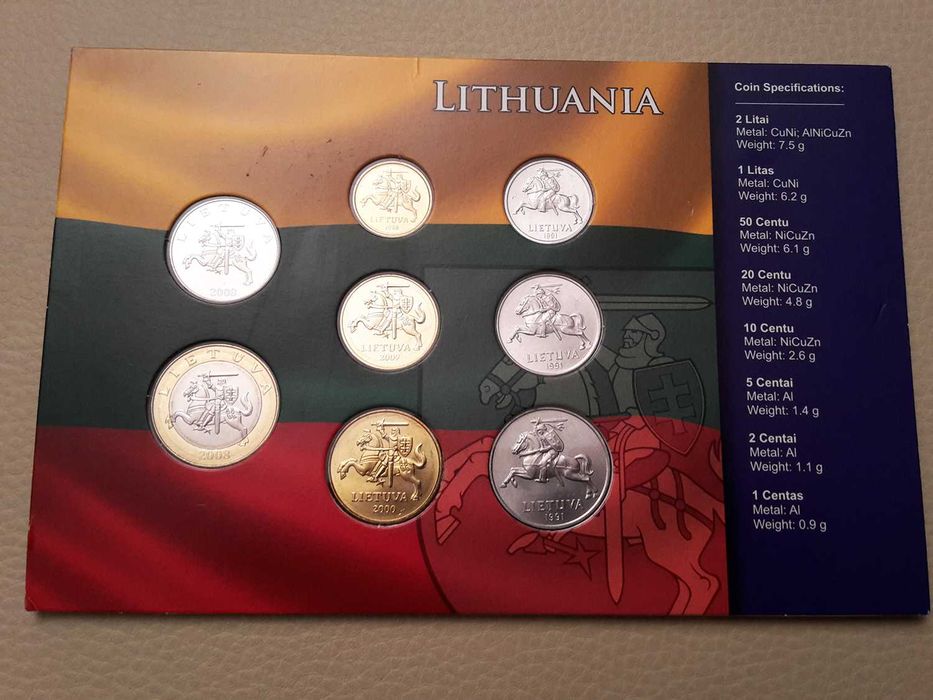 LITHUANIA
LIETUVA
2008
LIETUVA
2008
LIETUVA
LIETUVA
2007
LIETUVA
2000
LIETUVA
1991
LIETUVA
1991
LIETUVA
1991
Coin Specifications:
2 Litai
Metal: CuNi; AlNiCuZn
Weight: 7.5 g
1 Litas
Metal: CuNi
Weight: 6.2 g
50 Centu
Metal: NiCuZn
Weight: 6.1 g
20 Centu
Metal: NiCuZn
Weight: 4.8 g
10 Centu
Metal: NiCuZn
Weight: 2.6 g
5 Centai
Metal: Al
Weight: 1.4 g
2 Centai
Metal: Al
Weight: 1.1 g
1 Centas
Metal: Al
Weight: 0.9 g